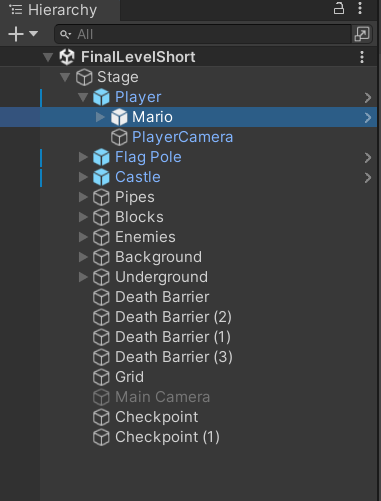 Hierarchy
All
FinalLevelShort
Stage
Player
Mario
PlayerCamera
Flag Pole
Castle
Pipes
Blocks
Enemies
Background
Underground
Death Barrier
Death Barrier (2)
Death Barrier (1)
Death Barrier (3)
Grid
Main Camera
Checkpoint
Checkpoint (1)